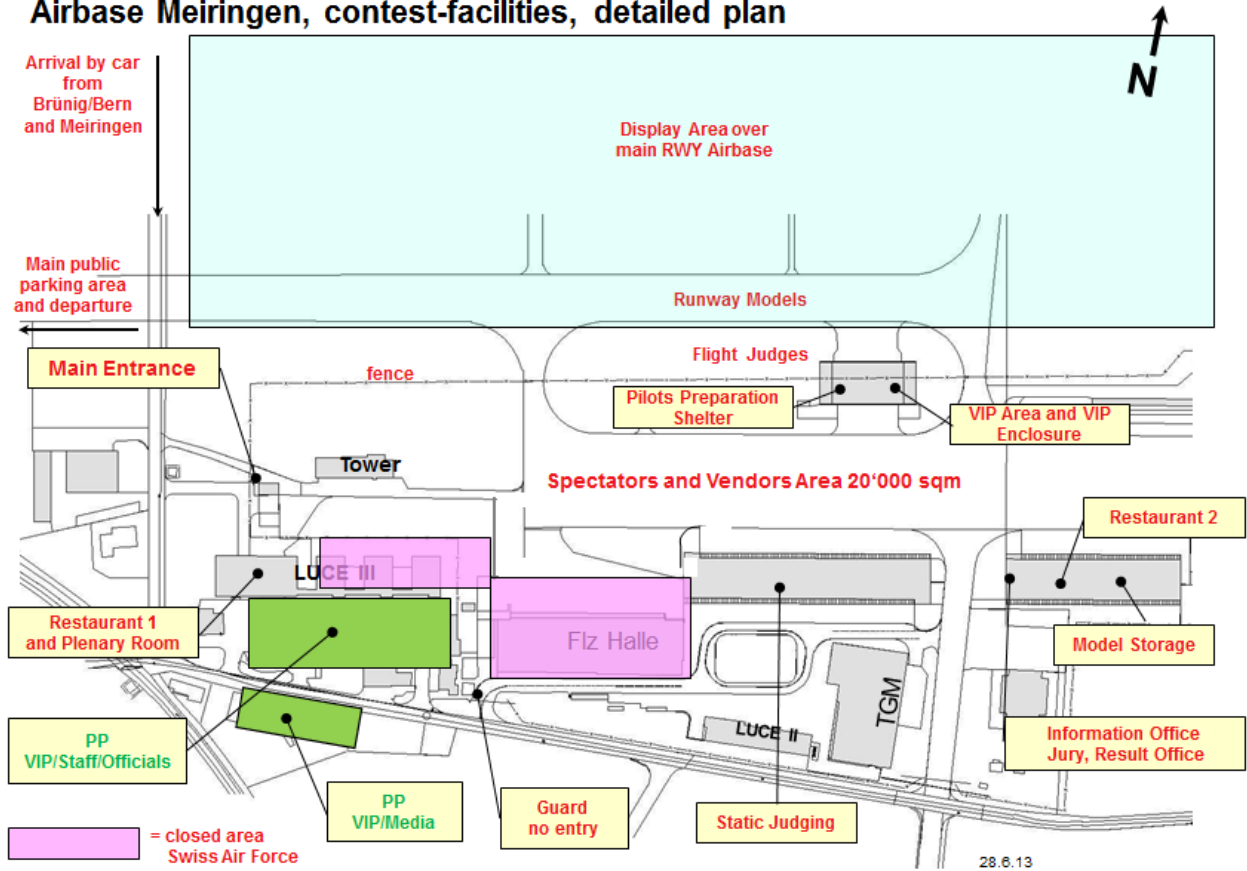 Airbase Meiringen, contest-facilities, detailed plan
Arrival by car
from
Brünig/Bern
and Meiringen
N
Display Area over
main RWY Airbase
Main public
parking area
and departure
Runway Models
Main Entrance
fence
Flight Judges
Pilots Preparation
Shelter
VIP Area and VIP
Enclosure
Tower
Spectators and Vendors Area 20‘000 sqm
Restaurant 2
LUCE III
Restaurant 1
and Plenary Room
Flz Halle
Model Storage
TGM
LUCE II
PP
VIP/Staff/Officials
Information Office
Jury, Result Office
PP
VIP/Media
Guard
no entry
Static Judging
= closed area
Swiss Air Force
28.6.13